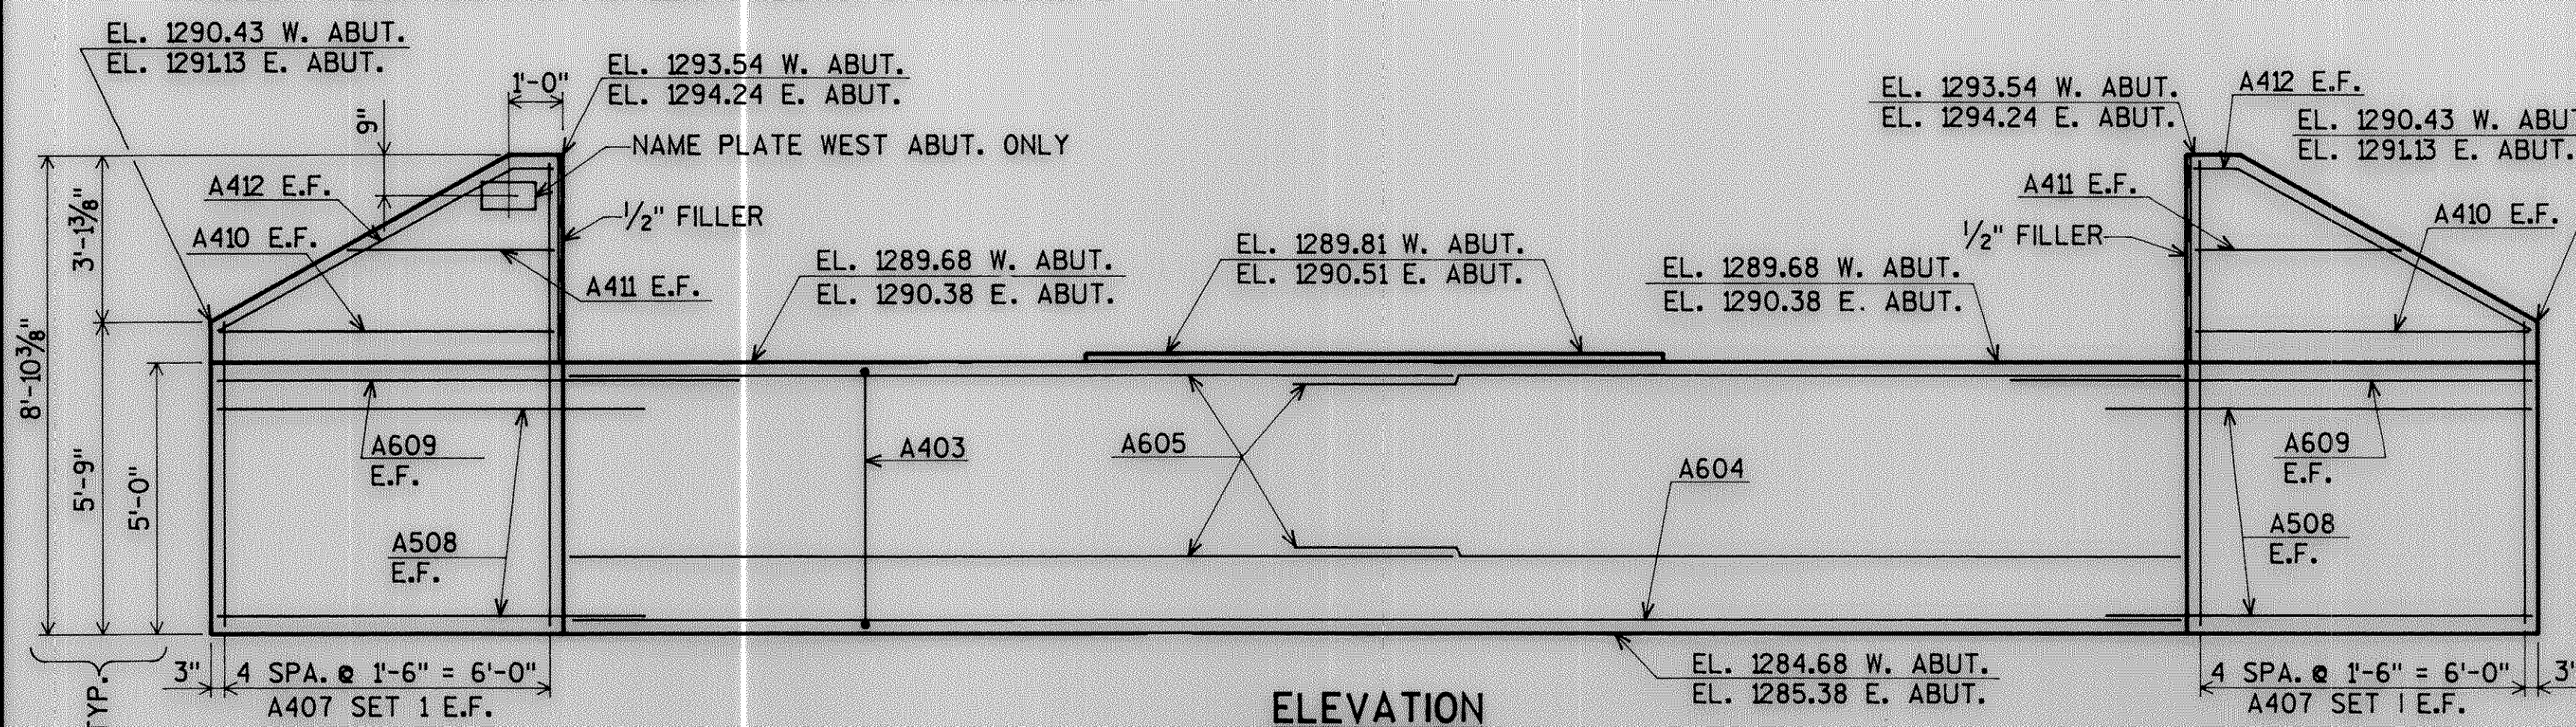 EL. 1290.43 W. ABUT.
EL. 1291.13 E. ABUT.
1'-0"
EL. 1293.54 W. ABUT.
EL. 1294.24 E. ABUT.
9"
NAME PLATE WEST ABUT. ONLY
A412 E.F.
A410 E.F.
1/2" FILLER
A411 E.F.
3'-1 3/8"
8'-10 3/8"
5'-9"
5'-0"
EL. 1289.68 W. ABUT.
EL. 1290.38 E. ABUT.
EL. 1289.81 W. ABUT.
EL. 1290.51 E. ABUT.
EL. 1289.68 W. ABUT.
EL. 1290.38 E. ABUT.
EL. 1293.54 W. ABUT.
EL. 1294.24 E. ABUT.
A412 E.F.
EL. 1290.43 W. ABUT
EL. 1291.13 E. ABUT.
A411 E.F.
1/2" FILLER
A410 E.F.
A609
E.F.
A508
E.F.
A403
A605
A604
A609
E.F.
A508
E.F.
TYP.
3"
4 SPA. @ 1'-6" = 6'-0"
A407 SET 1 E.F.
ELEVATION
EL. 1284.68 W. ABUT.
EL. 1285.38 E. ABUT.
4 SPA. @ 1'-6" = 6'-0"
3'
A407 SET 1 E.F.